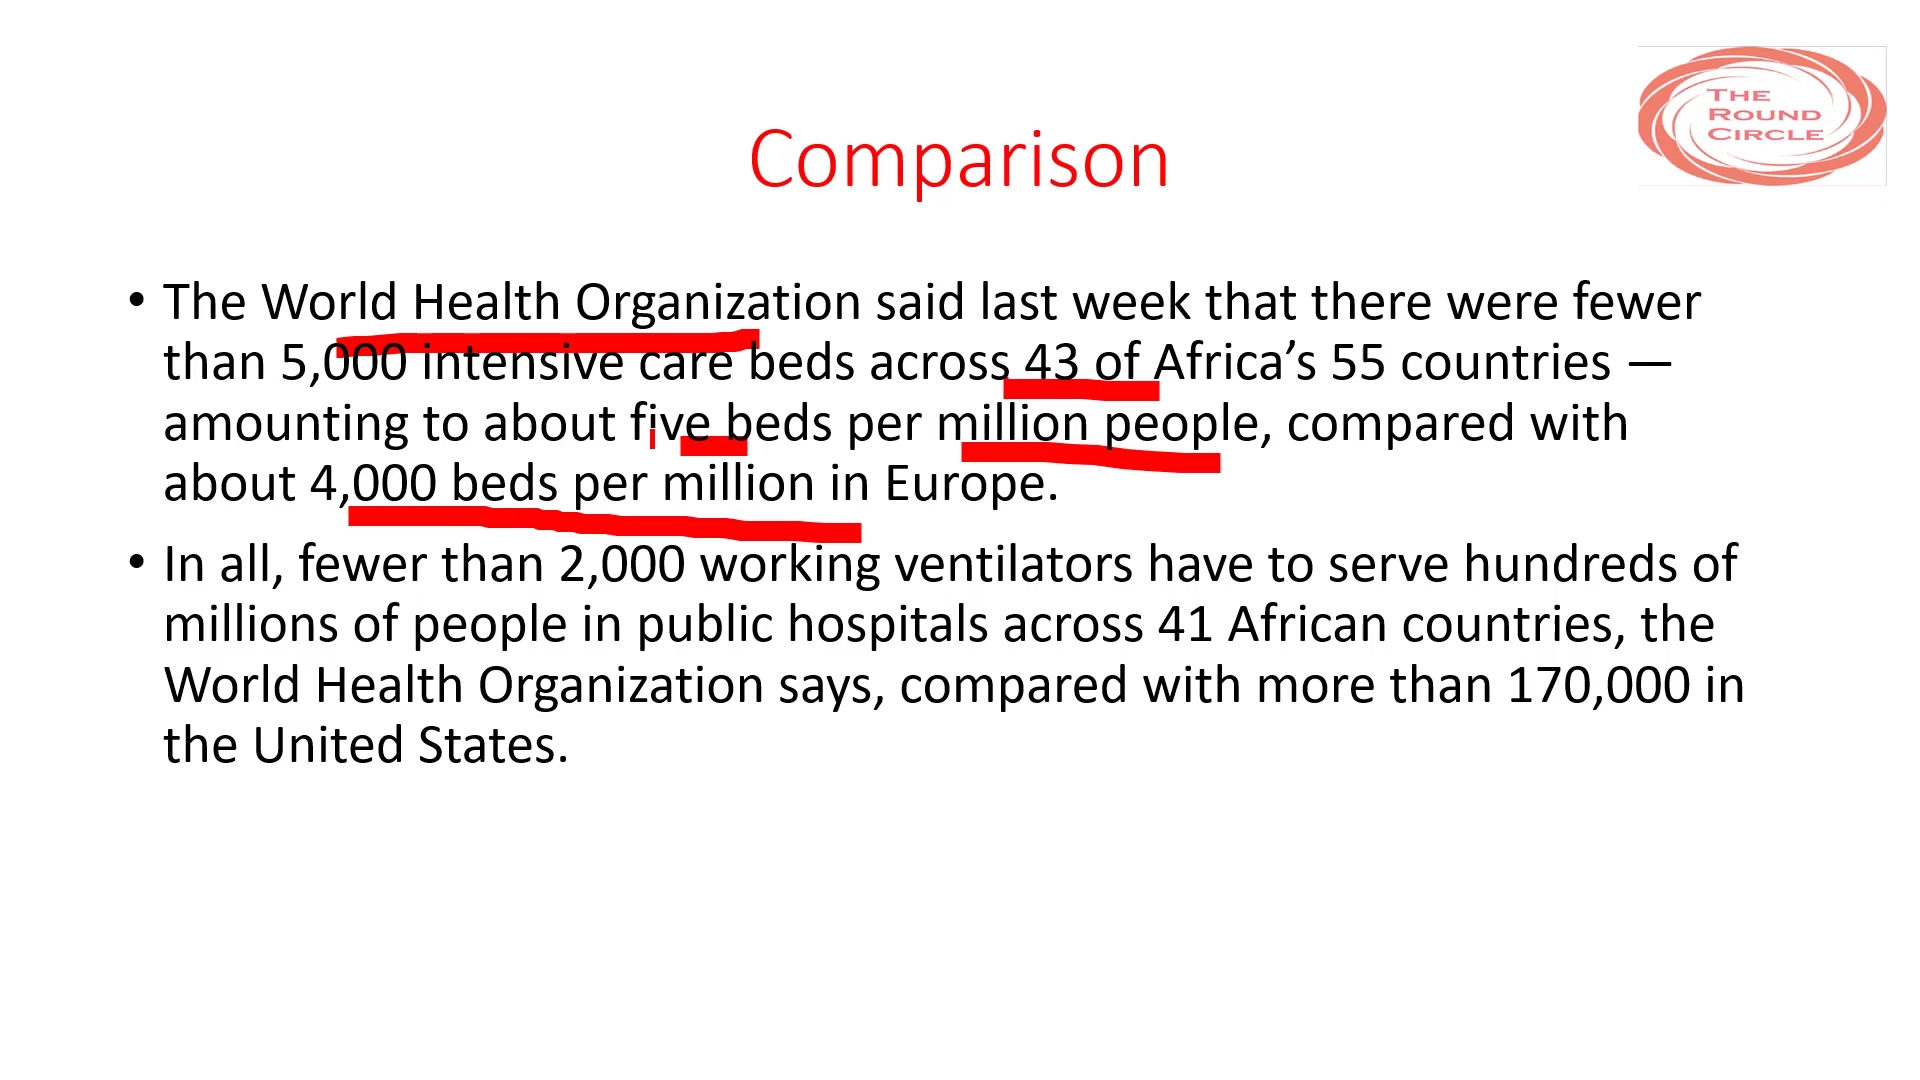 THE
ROUND
CIRCLE
Comparison
• The World Health Organization said last week that there were fewer
than 5,000 intensive care beds across 43 of Africa’s 55 countries —
amounting to about five beds per million people, compared with
about 4,000 beds per million in Europe.
• In all, fewer than 2,000 working ventilators have to serve hundreds of
millions of people in public hospitals across 41 African countries, the
World Health Organization says, compared with more than 170,000 in
the United States.